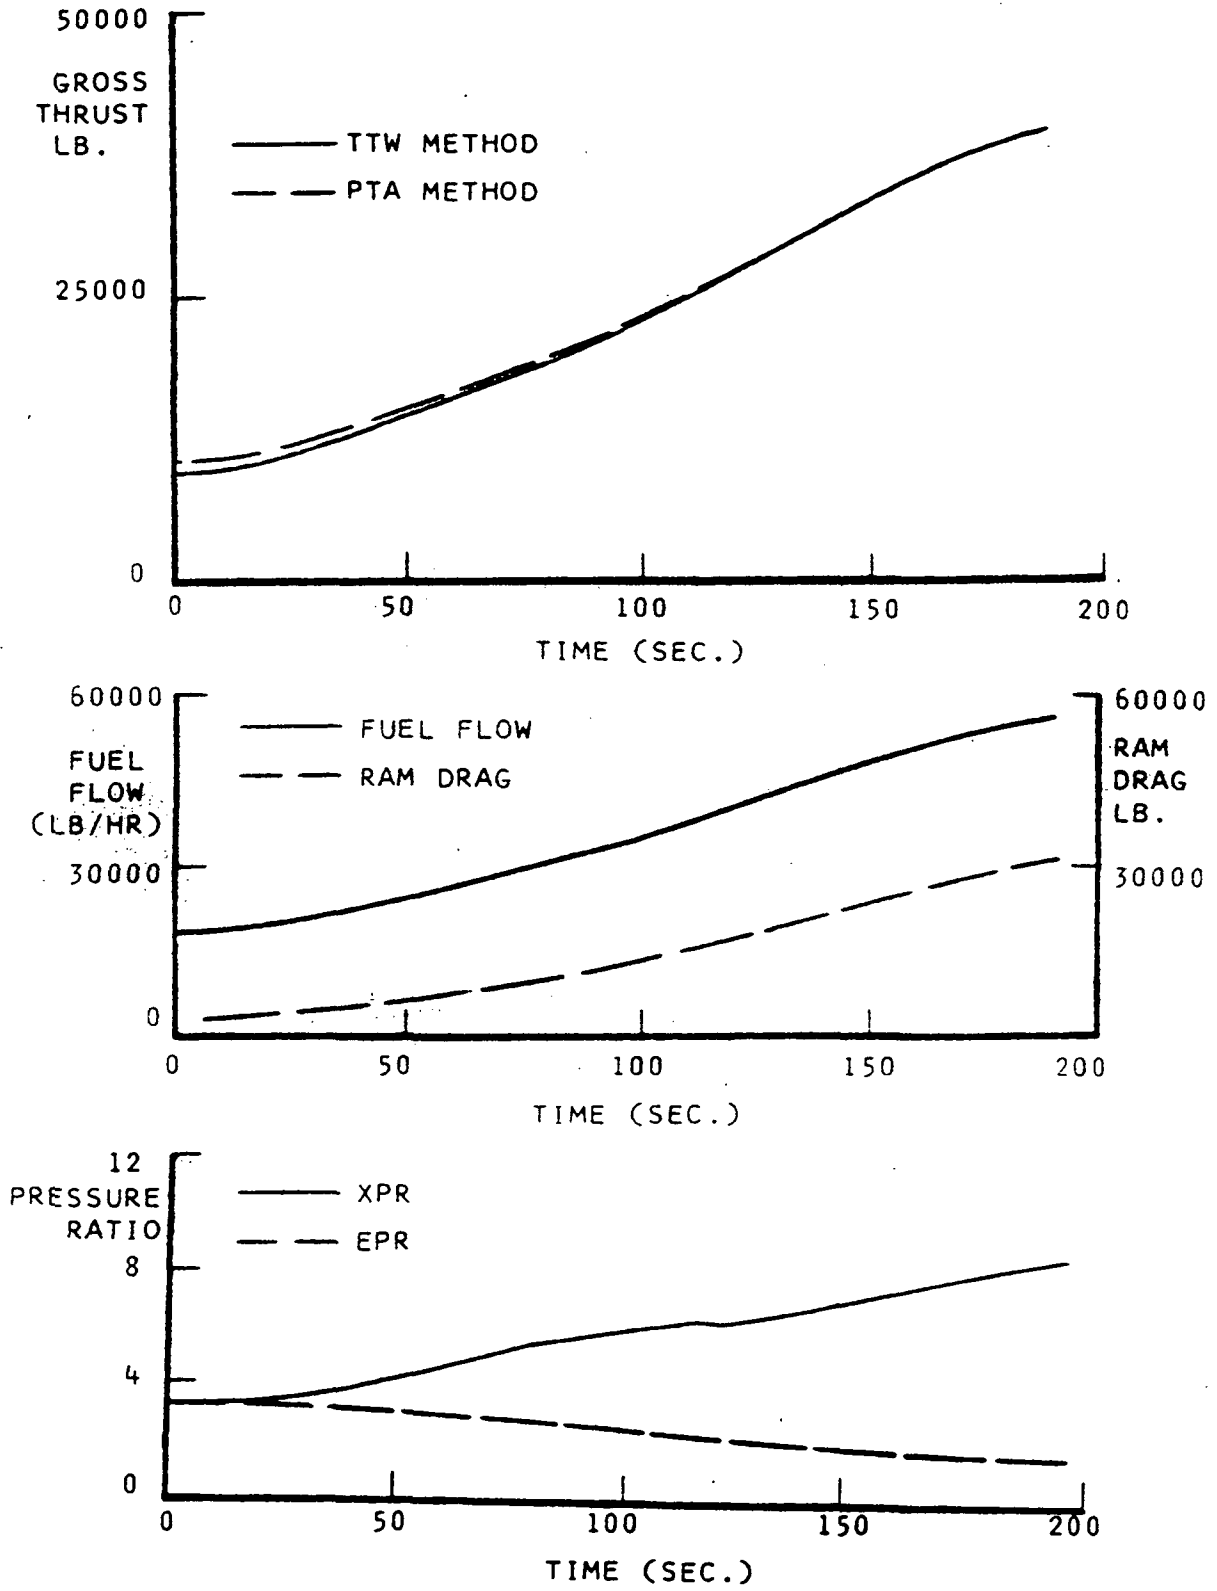 50000
GROSS
THRUST
LB.
TTW METHOD
PTA METHOD
25000
0
0 50 100 150 200
TIME (SEC.)
60000
FUEL
FLOW
(LB/HR)
30000
0
FUEL FLOW
RAM DRAG
60000
RAM
DRAG
LB.
30000
0 50 100 150 200
TIME (SEC.)
12
PRESSURE
RATIO
8
4
0
XPR
EPR
0 50 100 150 200
TIME (SEC.)